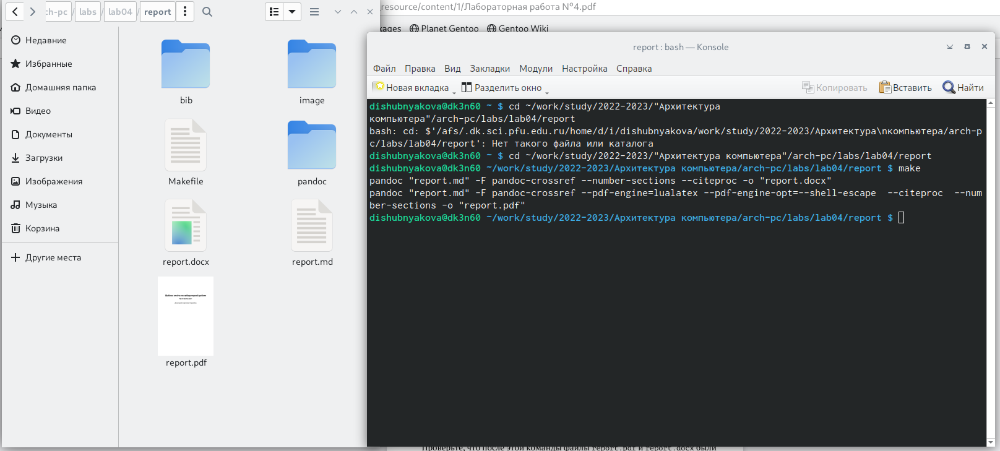 ch-pc / labs / lab04 / report
Недавние
Избранные
Домашняя папка
Видео
Документы
Загрузки
Изображения
Музыка
Корзина
Другие места
bib
image
Makefile
pandoc
report.docx
report.md
report.pdf
_resource/content/1/Лабораторная работа №4.pdf
kages Planet Gentoo Gentoo Wiki
report : bash — Konsole
Файл Правка Вид Закладки Модули Настройка Справка
Новая вкладка Разделить окно Копировать Вставить Найти
dishubnyakova@dk3n60 ~ $ cd ~/work/study/2022-2023/"Архитектура
компьютера"/arch-pc/labs/lab04/report
bash: cd: $'/afs/.dk.sci.pfu.edu.ru/home/d/i/dishubnyakova/work/study/2022-2023/Архитектура\nкомпьютера/arch-p
c/labs/lab04/report': Нет такого файла или каталога
dishubnyakova@dk3n60 ~ $ cd ~/work/study/2022-2023/"Архитектура компьютера"/arch-pc/labs/lab04/report
dishubnyakova@dk3n60 ~/work/study/2022-2023/Архитектура компьютера/arch-pc/labs/lab04/report $ make
pandoc "report.md" -F pandoc-crossref --number-sections --citeproc -o "report.docx"
pandoc "report.md" -F pandoc-crossref --pdf-engine=lualatex --pdf-engine-opt=--shell-escape  --citeproc  --num
ber-sections -o "report.pdf"
dishubnyakova@dk3n60 ~/work/study/2022-2023/Архитектура компьютера/arch-pc/labs/lab04/report $
Проверьте, что после этой команды файлы report.pdf и report.docx были